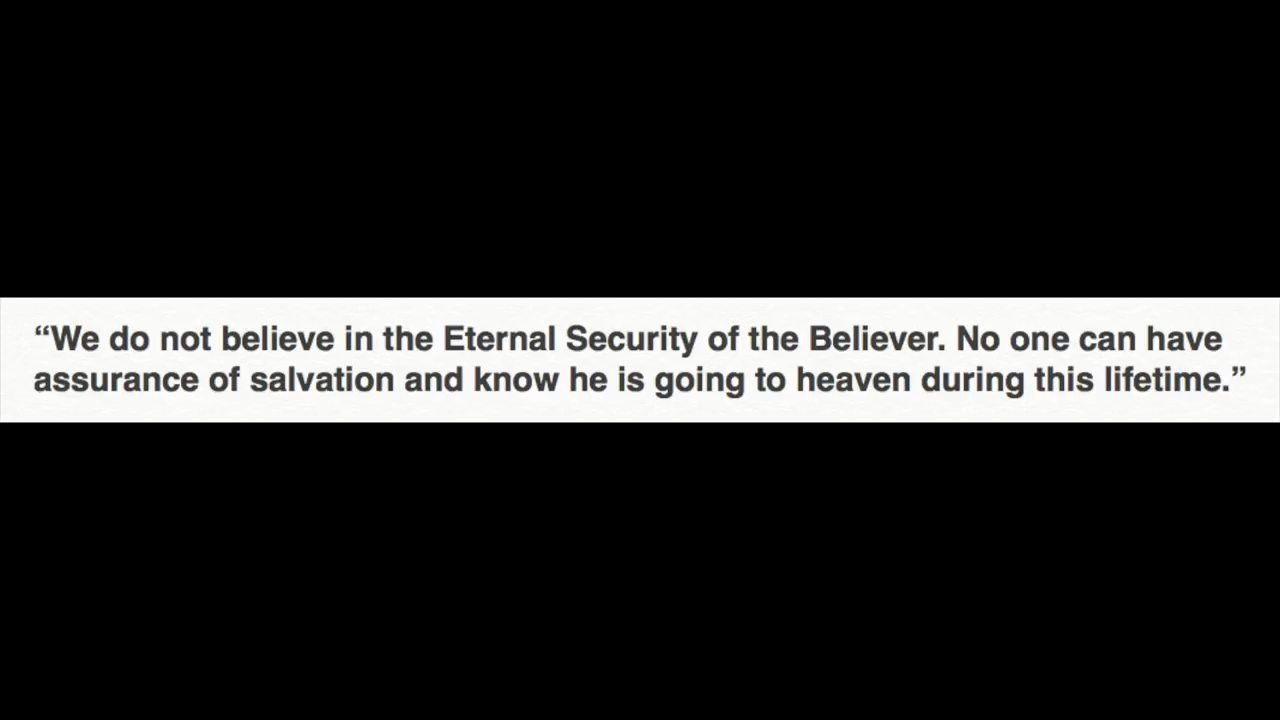 “We do not believe in the Eternal Security of the Believer. No one can have
assurance of salvation and know he is going to heaven during this lifetime.”